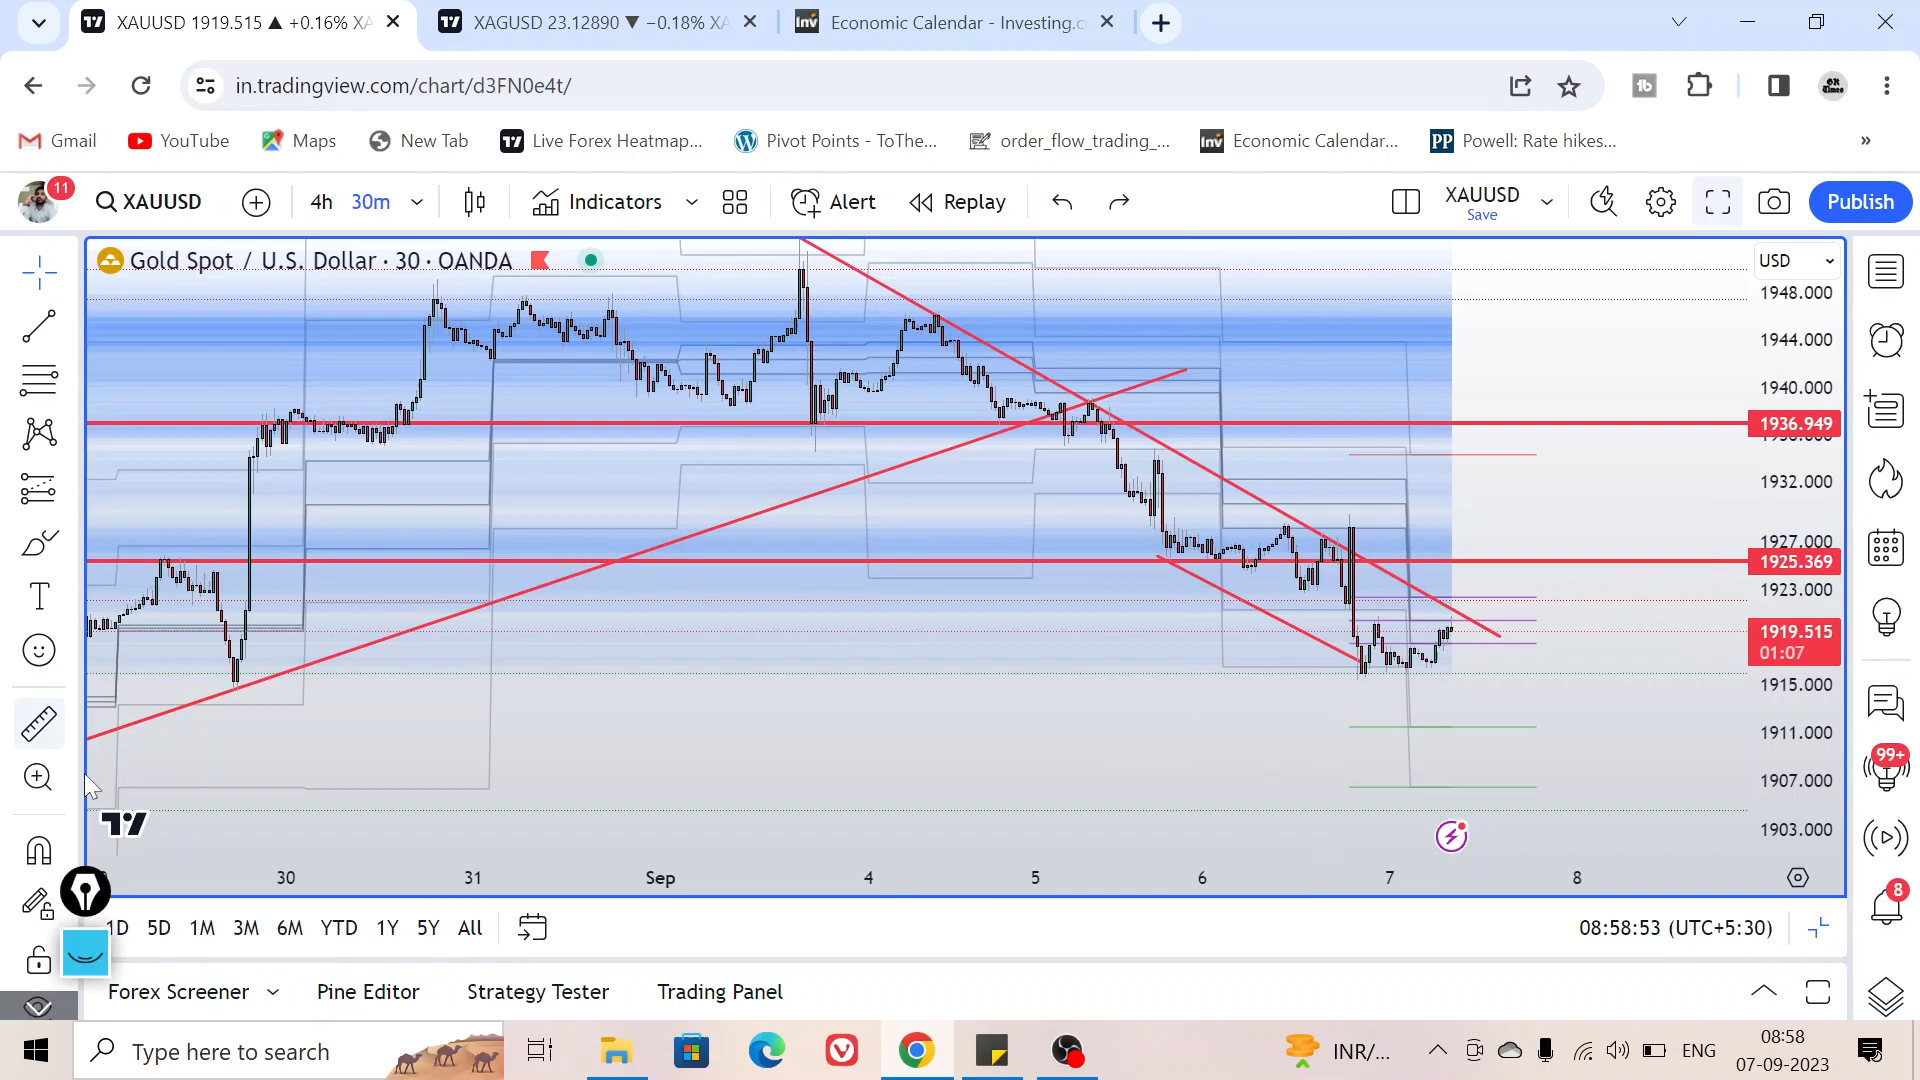 XAUUSD 1919.515 ▲ +0.16% XA
XAGUSD 23.12890 ▼ −0.18% XA
Inv Economic Calendar - Investing.c
in.tradingview.com/chart/d3FN0e4t/
Gmail YouTube Maps New Tab Live Forex Heatmap... Pivot Points - ToThe... order_flow_trading_... Inv Economic Calendar... PP Powell: Rate hikes... »
11 XAUUSD 4h 30m Indicators Alert Replay XAUUSD Publish
Save
Gold Spot / U.S. Dollar · 30 · OANDA
USD
1948.000
1944.000
1940.000
1936.949
1932.000
1927.000
1925.369
1923.000
1919.515
01:07
1915.000
1911.000
1907.000
1903.000
99+
8
30 31 Sep 4 5 6 7 8
1D 5D 1M 3M 6M YTD 1Y 5Y All 08:58:53 (UTC+5:30)
Forex Screener Pine Editor Strategy Tester Trading Panel
Type here to search INR/... ENG 08:58
07-09-2023